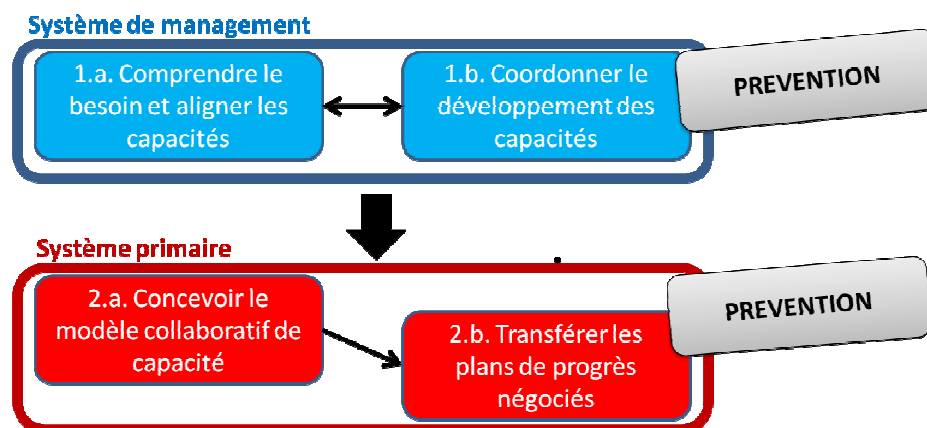 Système de management
1.a. Comprendre le
besoin et aligner les
capacités
1.b. Coordonner le
développement des
capacités
PREVENTION
Système primaire
2.a. Concevoir le
modèle collaboratif de
capacité
2.b. Transférer les
plans de progrès
négociés
PREVENTION